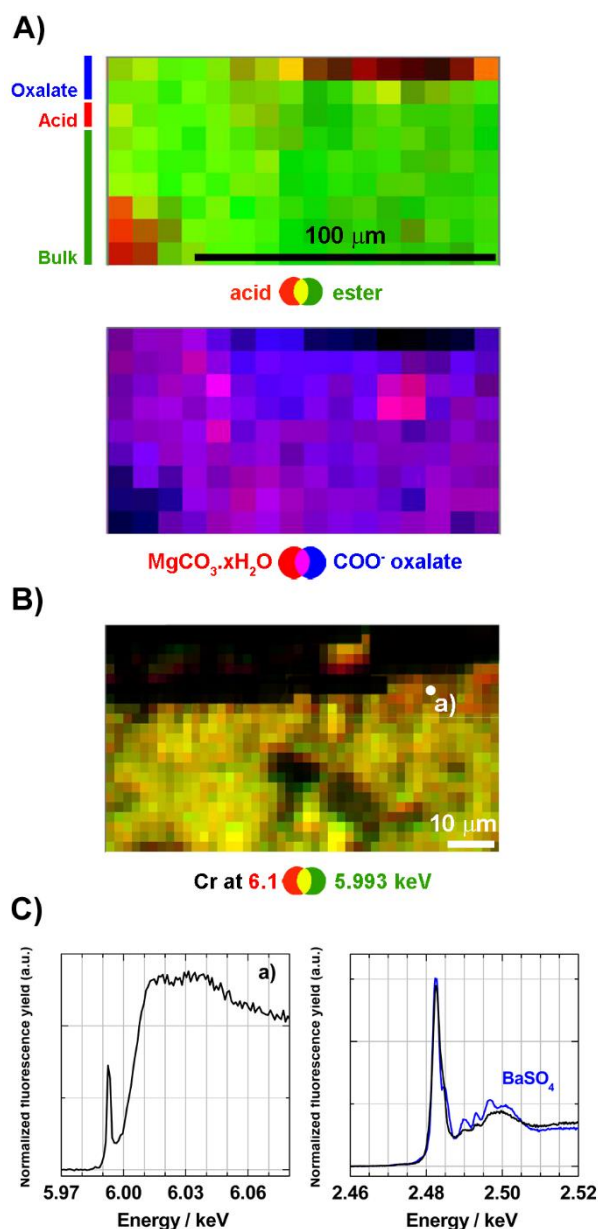 A)
Oxalate
Acid
Bulk
100 μm
acid ester
MgCO3.xH2O COO- oxalate
B)
a)
10 μm
Cr at 6.1 5.993 keV
C)
Normalized fluorescence yield (a.u.)
a)
5.97 6.00 6.03 6.06
Energy / keV
Normalized fluorescence yield (a.u.)
BaSO4
2.46 2.48 2.50 2.52
Energy / keV